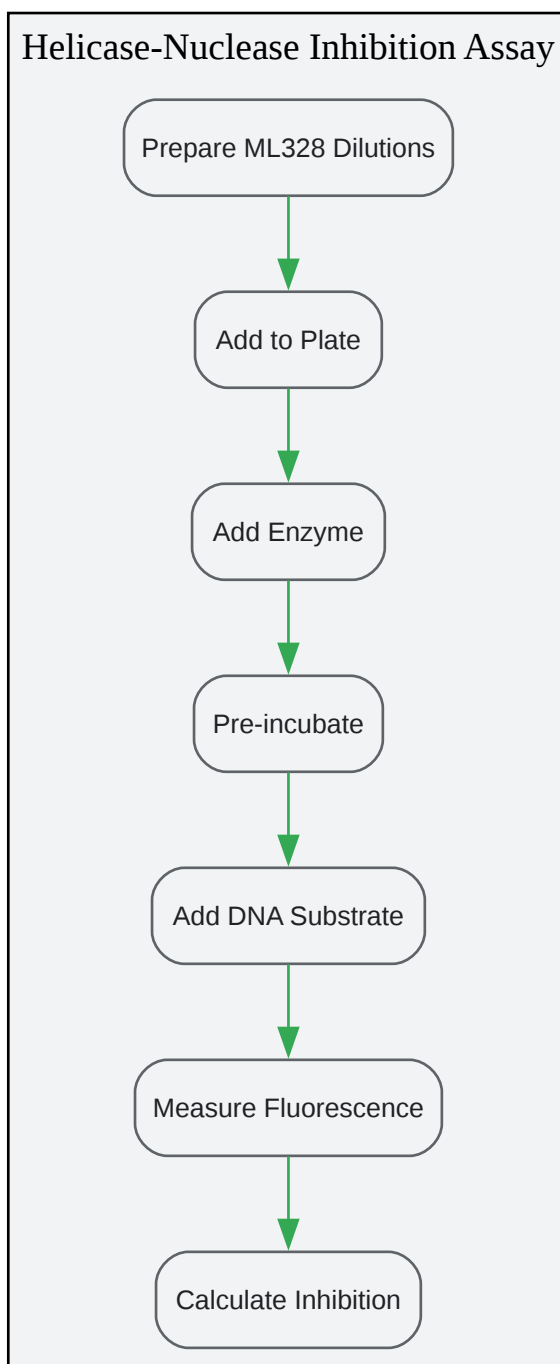 Helicase-Nuclease Inhibition Assay
Prepare ML328 Dilutions
Add to Plate
Add Enzyme
Pre-incubate
Add DNA Substrate
Measure Fluorescence
Calculate Inhibition